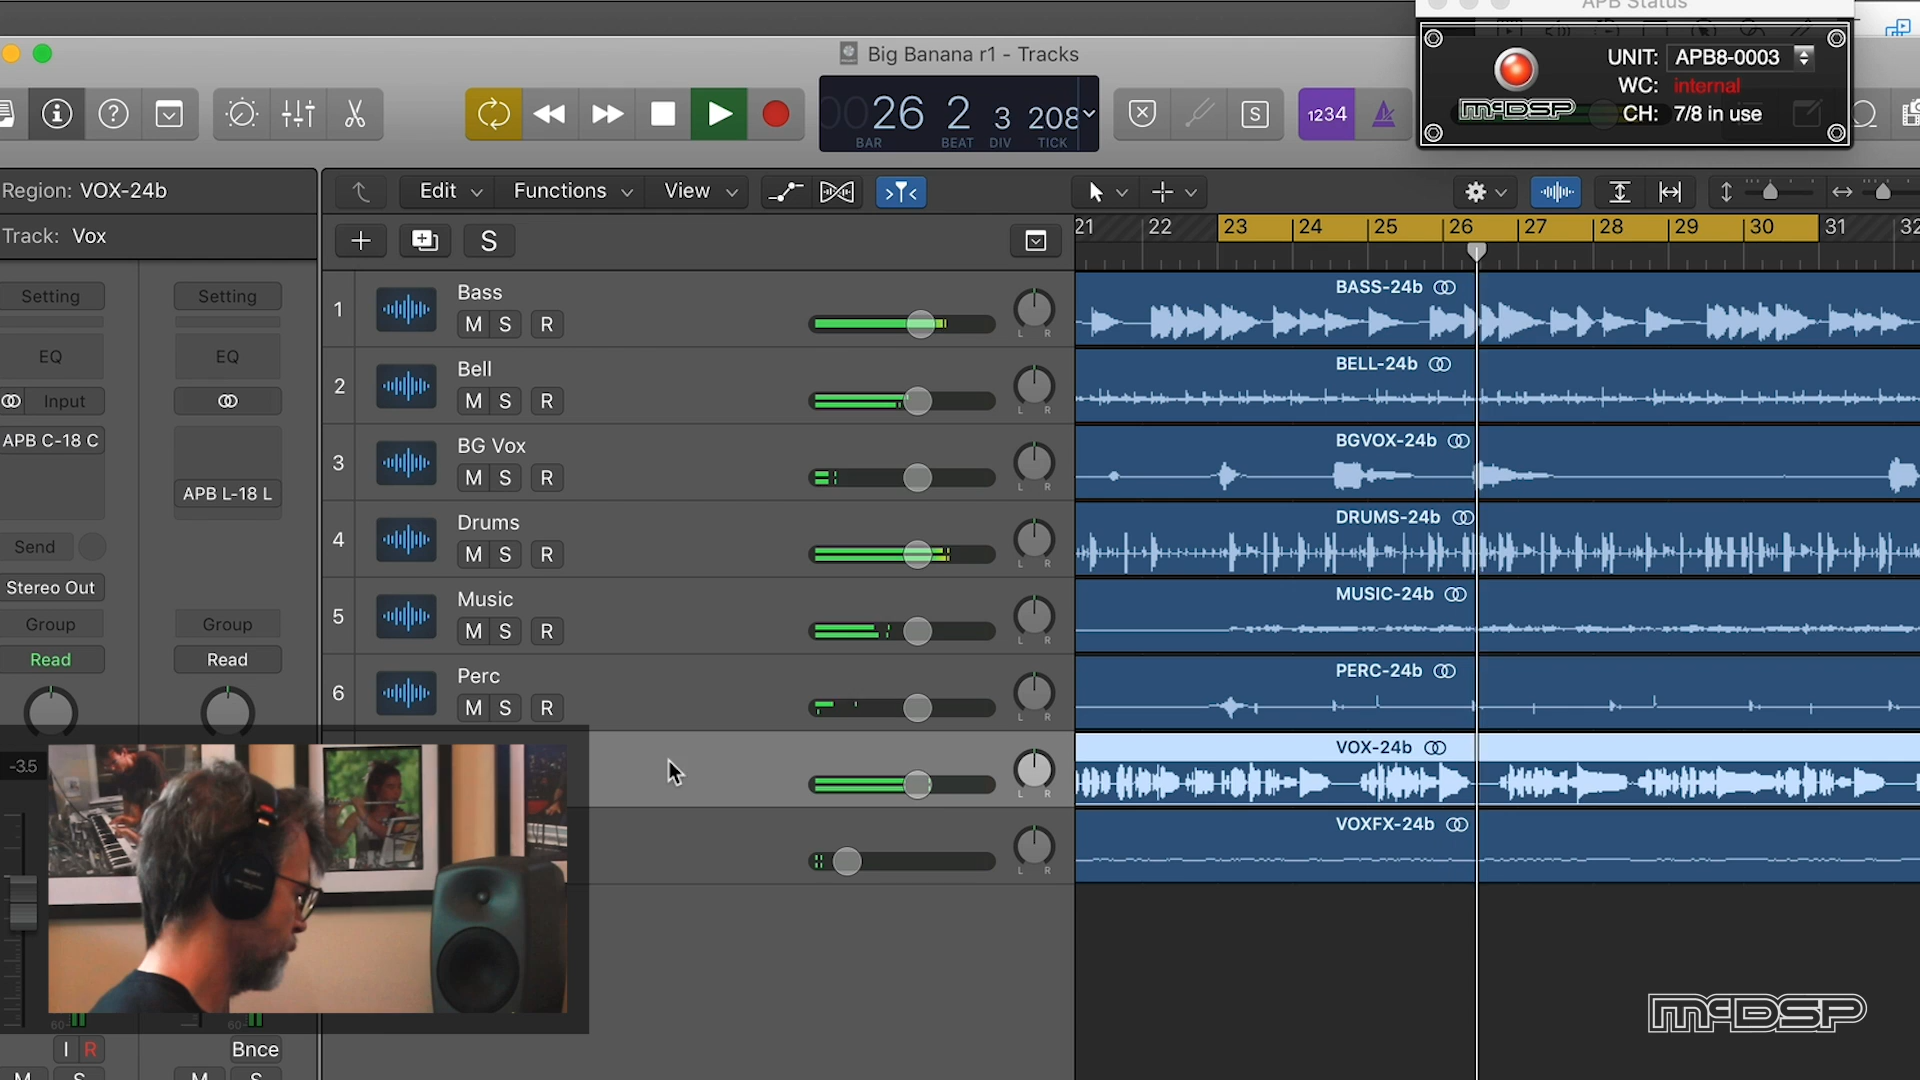 APB Status
Big Banana r1 - Tracks
UNIT: APB8-0003
WC: internal
McDSP
CH: 7/8 in use
0026 2 3 208
BAR BEAT DIV TICK
S
1234
Region: VOX-24b
Edit Functions View
Track: Vox
S
21 22 23 24 25 26 27 28 29 30 31 32
Setting Setting
EQ EQ
Input
APB C-18 C
APB L-18 L
Send
Stereo Out
Group Group
Read Read
-3.5
60 60
I R Bnce
M S M S
1 Bass
M S R
L R
BASS-24b
2 Bell
M S R
L R
BELL-24b
3 BG Vox
M S R
L R
BGVOX-24b
4 Drums
M S R
L R
DRUMS-24b
5 Music
M S R
L R
MUSIC-24b
6 Perc
M S R
L R
PERC-24b
L R
VOX-24b
L R
VOXFX-24b
McDSP